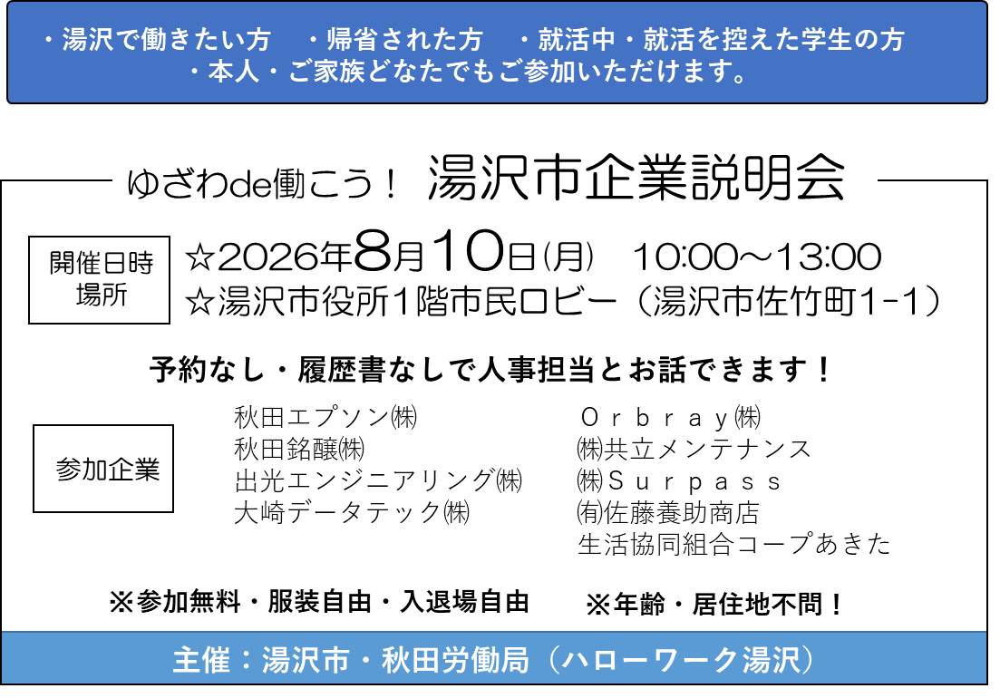 ・湯沢で働きたい方　・帰省された方　・就活中・就活を控えた学生の方
・本人・ご家族どなたでもご参加いただけます。
ゆざわde働こう！ 湯沢市企業説明会
開催日時
場所
☆2026年8月10日(月)　10:00～13:00
☆湯沢市役所1階市民ロビー（湯沢市佐竹町1-1）
予約なし・履歴書なしで人事担当とお話できます！
参加企業
秋田エプソン㈱
秋田銘醸㈱
出光エンジニアリング㈱
大崎データテック㈱
Ｏｒｂｒａｙ㈱
㈱共立メンテナンス
㈱Ｓｕｒｐａｓｓ
㈲佐藤養助商店
生活協同組合コープあきた
※参加無料・服装自由・入退場自由
※年齢・居住地不問！
主催：湯沢市・秋田労働局（ハローワーク湯沢）